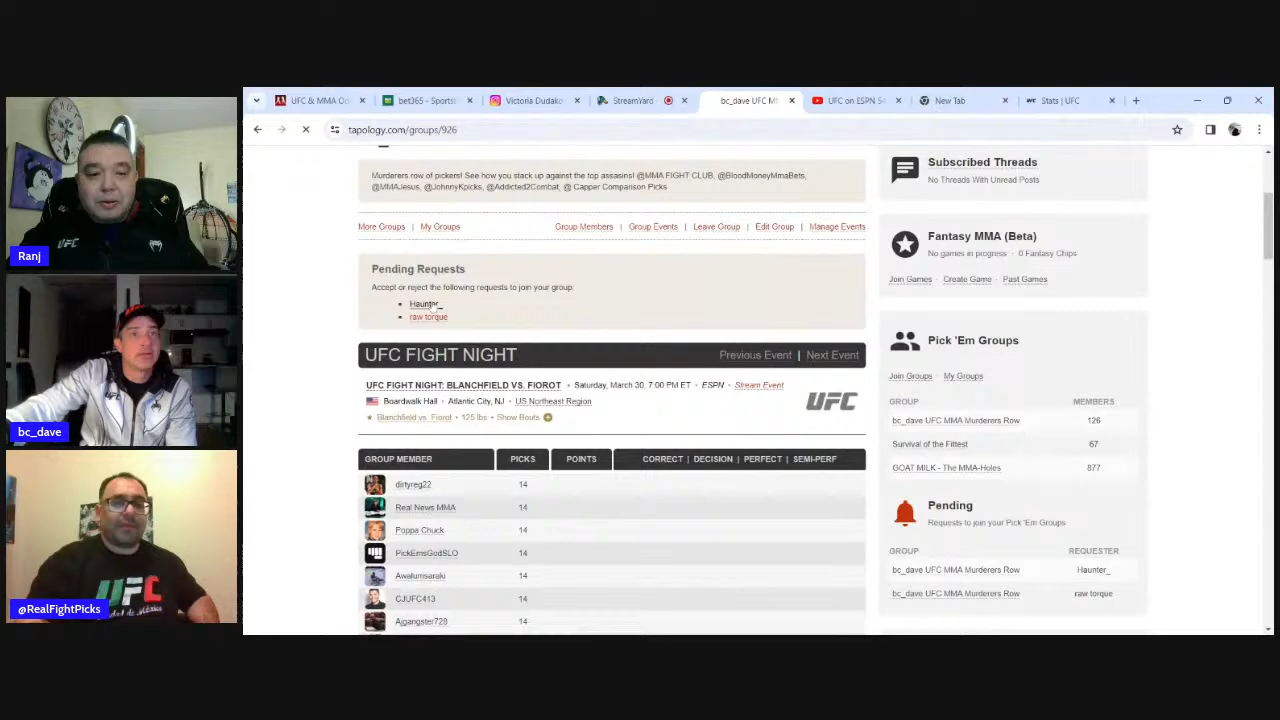 Ranj
bc_dave
@RealFightPicks
UFC
UFC
UFC & MMA Od
bet365 - Sports
Victoria Dudako
StreamYard
bc_dave UFC M
UFC on ESPN 54
New Tab
Stats | UFC
tapology.com/groups/926
Murderers row of pickers! See how you stack up against the top assasins! @MMA FIGHT CLUB, @BloodMoneyMmaBets,
@MMAJesus, @JohnnyKpicks, @Addicted2Combat, @ Capper Comparison Picks
More Groups | My Groups
Group Members | Group Events | Leave Group | Edit Group | Manage Events
Pending Requests
Accept or reject the following requests to join your group:
Haunter_
raw torque
UFC FIGHT NIGHT
Previous Event | Next Event
UFC FIGHT NIGHT: BLANCHFIELD VS. FIOROT • Saturday, March 30, 7:00 PM ET • ESPN • Stream Event
Boardwalk Hall • Atlantic City, NJ • US Northeast Region
Blanchfield vs. Fiorot • 125 lbs • Show Bouts
UFC
GROUP MEMBER PICKS POINTS CORRECT | DECISION | PERFECT | SEMI-PERF
dirtyreg22 14
Real News MMA 14
Poppa Chuck 14
PickEmsGodSLO 14
Awalumsaraki 14
CJUFC413 14
Ajgangster728 14
Subscribed Threads
No Threads With Unread Posts
Fantasy MMA (Beta)
No games in progress · 0 Fantasy Chips
Join Games · Create Game · Past Games
Pick 'Em Groups
Join Groups · My Groups
GROUP MEMBERS
bc_dave UFC MMA Murderers Row 126
Survival of the Fittest 67
GOAT MILK - The MMA-Holes 877
Pending
Requests to join your Pick 'Em Groups
GROUP REQUESTER
bc_dave UFC MMA Murderers Row Haunter_
bc_dave UFC MMA Murderers Row raw torque